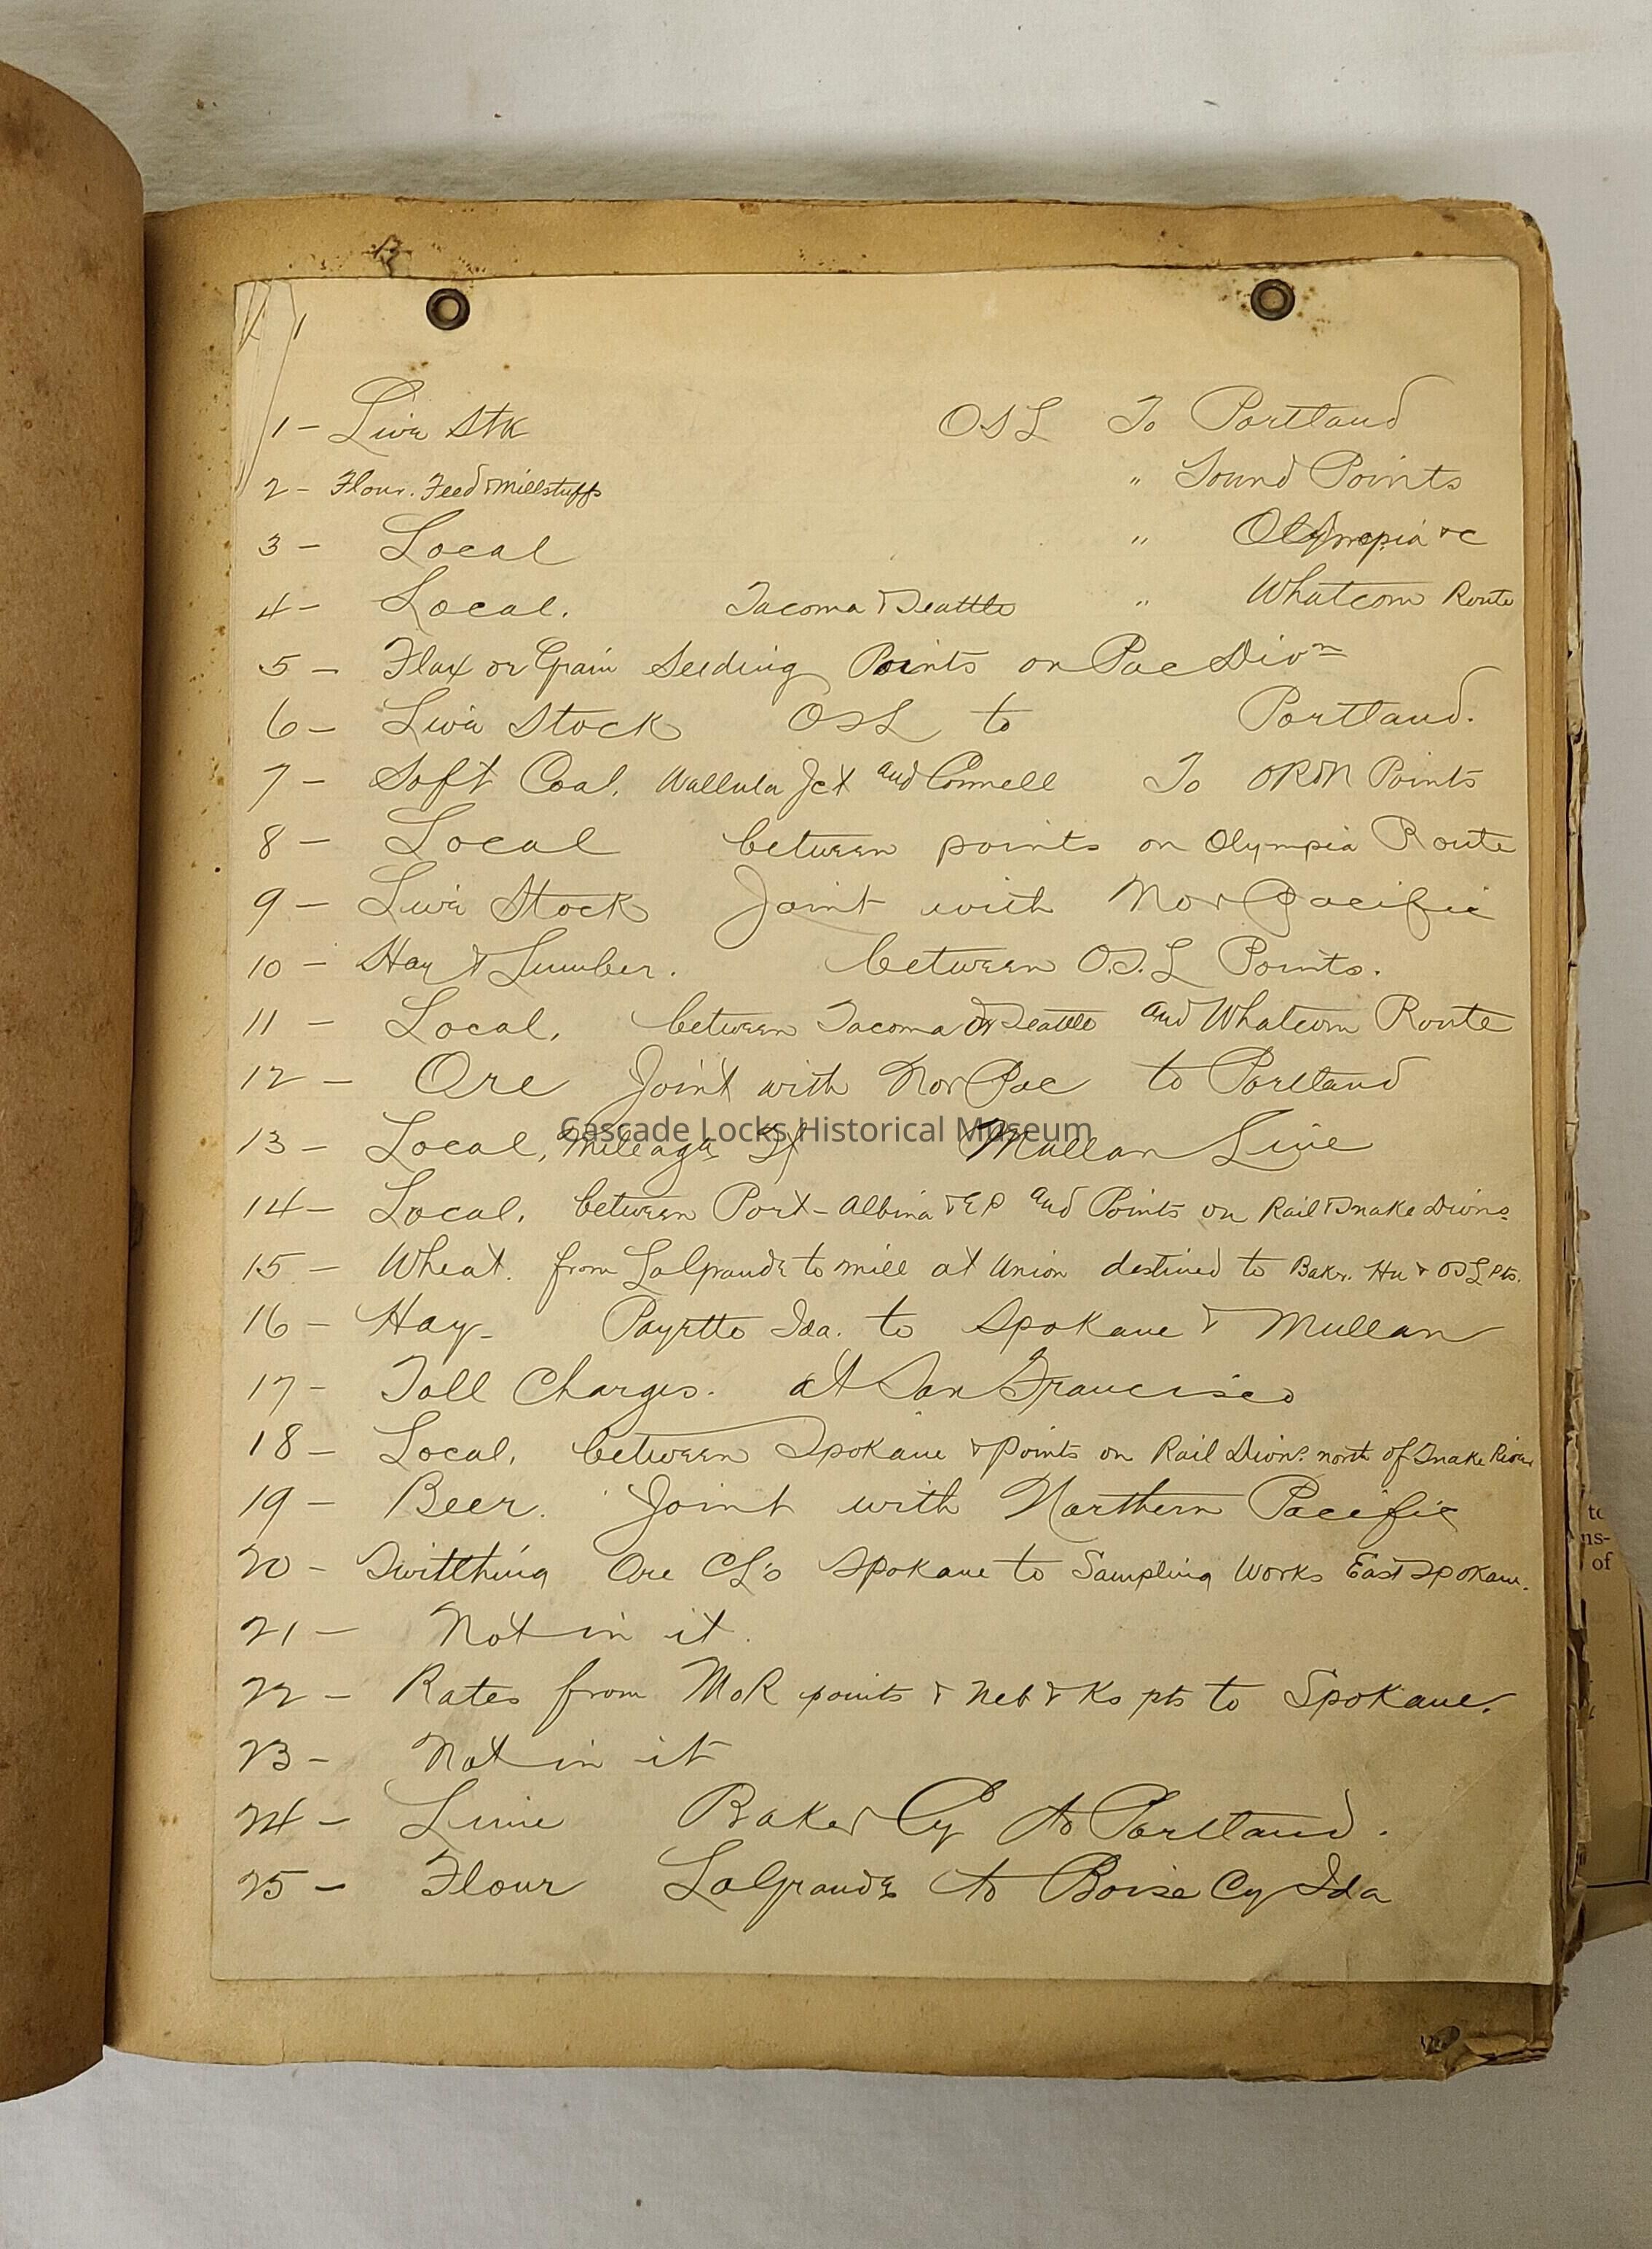 1
1 – Live Stk OSL To Portland
2 – Flour. Feed & Millstuffs " Sound Points
3 – Local " Olympia &c
4 – Local. Tacoma & Seattle " Whatcom Route
5 – Flax or Grain Seeding Points on Pac Divn
6 – Live Stock OSL to Portland.
7 – Soft Coal, Wallula Jct and Connell To OR&N Points
8 – Local between points on Olympia Route
9 – Live Stock Joint with Nor Pacific
10 – Hay & Lumber. between O.S.L Points.
11 – Local, between Tacoma or Seattle and Whatcom Route
12 – Ore Joint with Nor Pac to Portland
13 – Local, Mileage Mullan Line
Cascade Locks Historical Museum
14 – Local, between Port – Albina & EP and Points on Rail & Snake Divns
15 – Wheat. from LaGrande to mill at Union destined to Baker. Hn & OSL Pts.
16 – Hay – Payette Ida. to Spokane & Mullan
17 – Toll Charges. at San Francisco
18 – Local, between Spokane & points on Rail Divns. north of Snake River
19 – Beer. Joint with Northern Pacific
20 – Switching Ore CL's Spokane to Sampling Works East Spokane.
21 – Not in it.
22 – Rates from MoR points & Neb & Ks pts to Spokane.
23 – Not in it
24 – Lime Baker Cy to Portland.
25 – Flour LaGrande to Boise Cy Ida
to
ns-
of